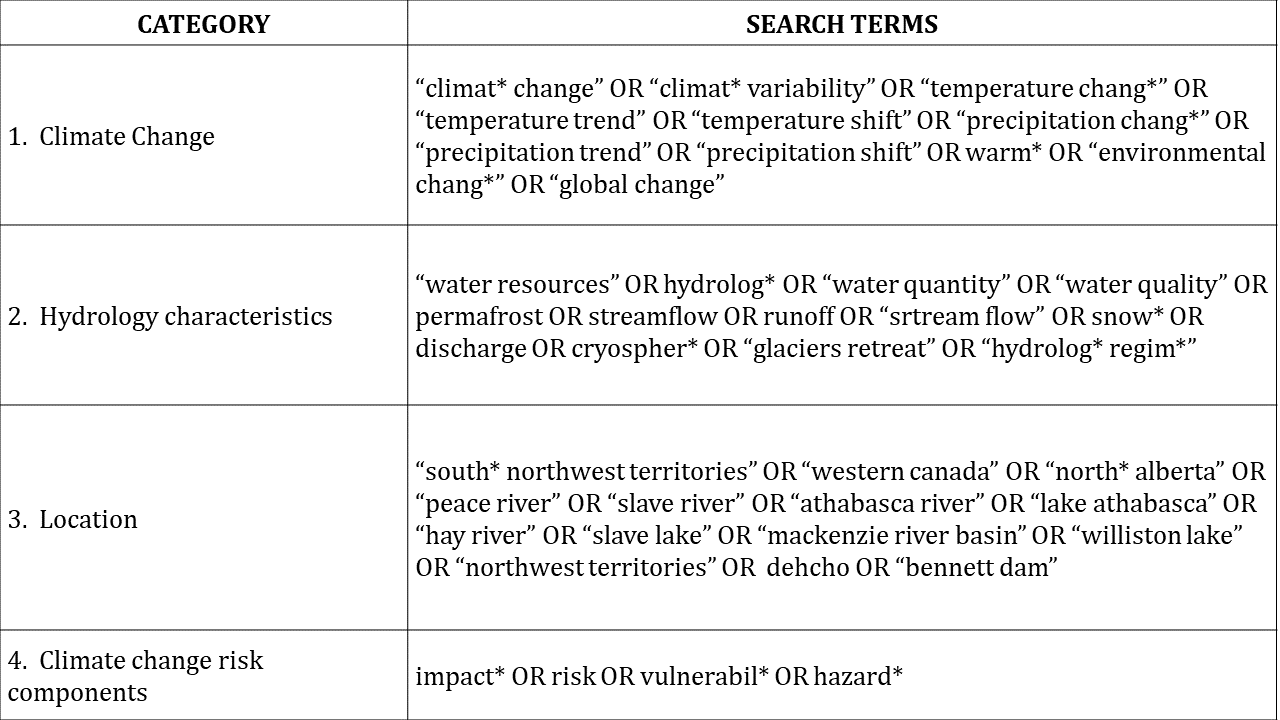 CATEGORY
SEARCH TERMS
1. Climate Change
“climat* change” OR “climat* variability” OR “temperature chang*” OR
“temperature trend” OR “temperature shift” OR “precipitation chang*” OR
“precipitation trend” OR “precipitation shift” OR warm* OR “environmental
chang*” OR “global change”
2. Hydrology characteristics
“water resources” OR hydrolog* OR “water quantity” OR “water quality” OR
permafrost OR streamflow OR runoff OR “srtream flow” OR snow* OR
discharge OR cryospher* OR “glaciers retreat” OR “hydrolog* regim*”
3. Location
“south* northwest territories” OR “western canada” OR “north* alberta” OR
“peace river” OR “slave river” OR “athabasca river” OR “lake athabasca” OR
“hay river” OR “slave lake” OR “mackenzie river basin” OR “williston lake”
OR “northwest territories” OR dehcho OR “bennett dam”
4. Climate change risk
components
impact* OR risk OR vulnerabil* OR hazard*